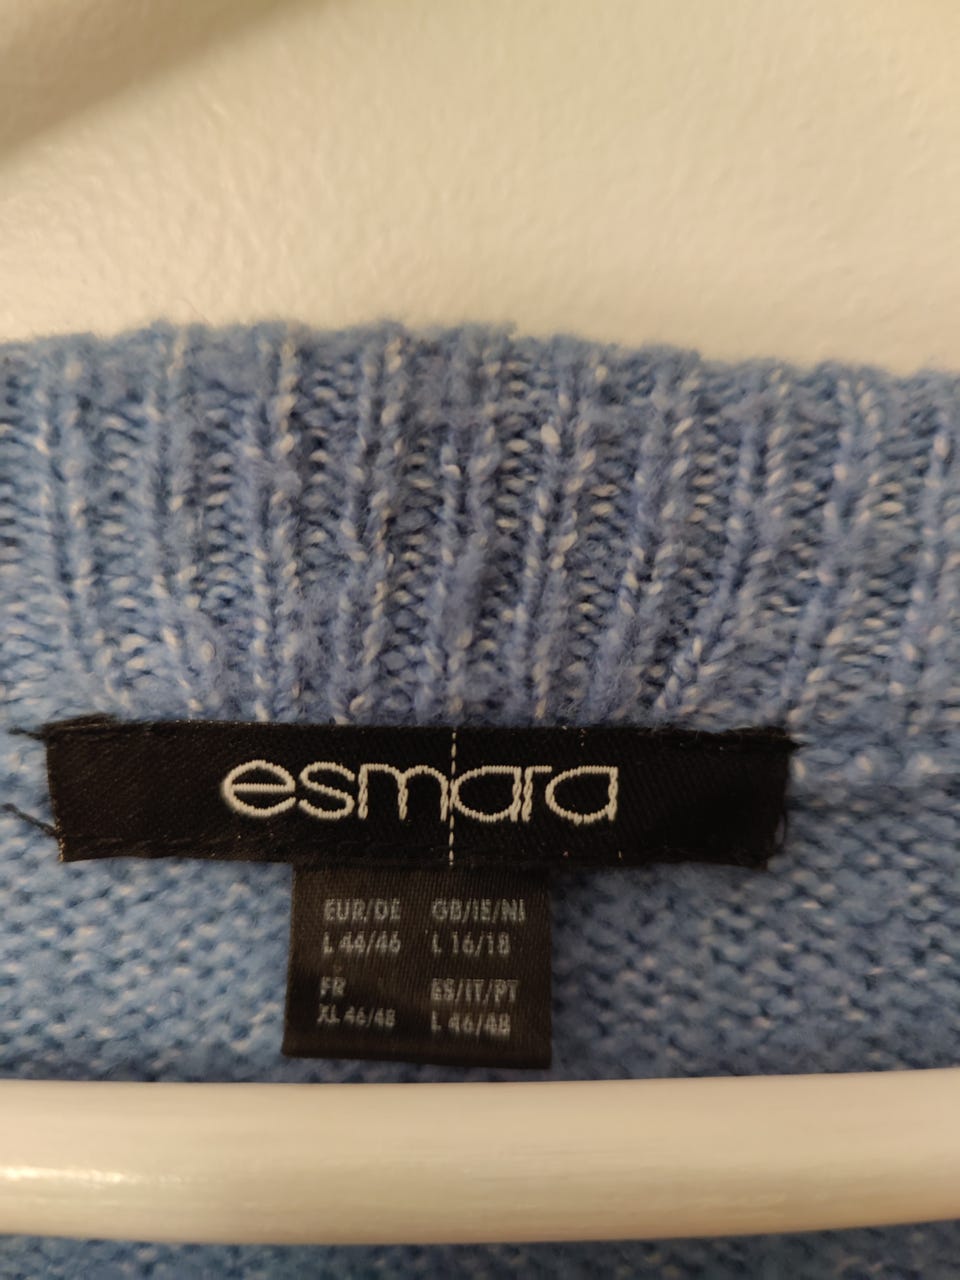 esmara
EUR/DE GB/IE/NI
L 44/46 L 16/18
FR ES/IT/PT
XL 46/48 L 46/48